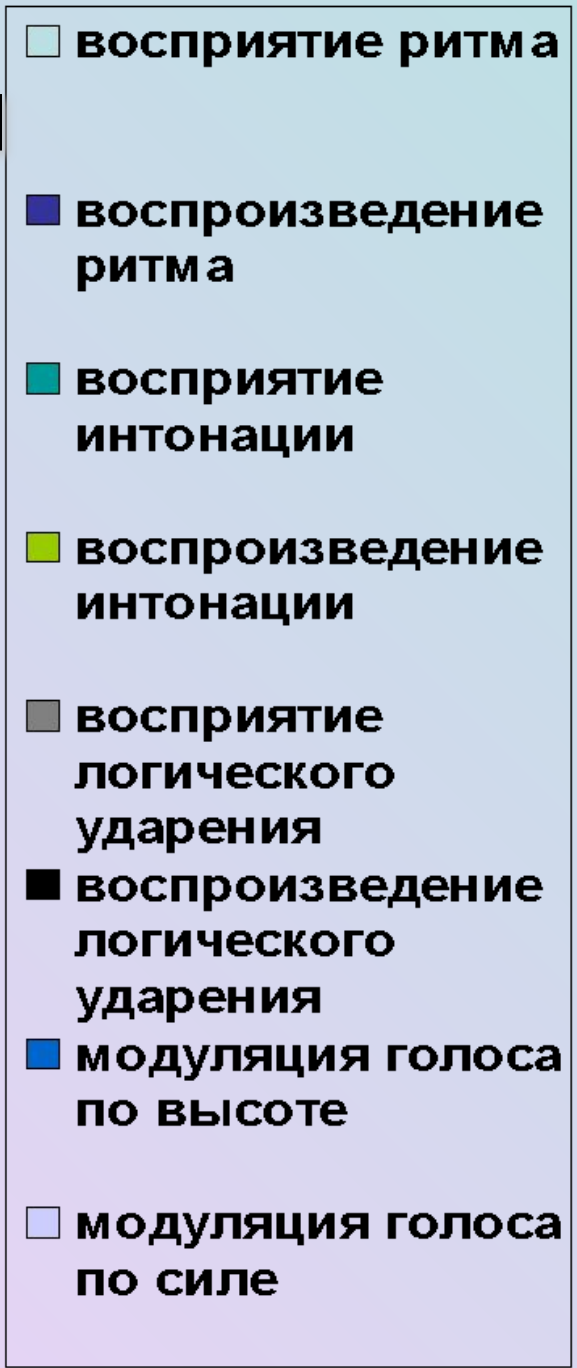 восприятие ритма
воспроизведение
ритма
восприятие
интонации
воспроизведение
интонации
восприятие
логического
ударения
воспроизведение
логического
ударения
модуляция голоса
по высоте
модуляция голоса
по силе